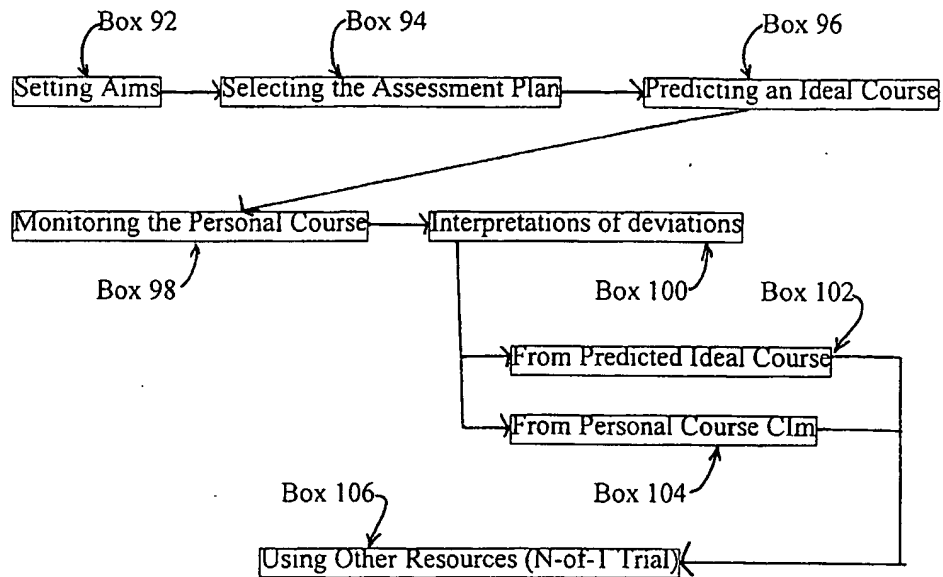 Box 92
Box 94
Box 96
Setting Aims
Selecting the Assessment Plan
Predicting an Ideal Course
Monitoring the Personal Course
Interpretations of deviations
Box 98
Box 100
Box 102
From Predicted Ideal Course
From Personal Course CIm
Box 104
Box 106
Using Other Resources (N-of-1 Trial)